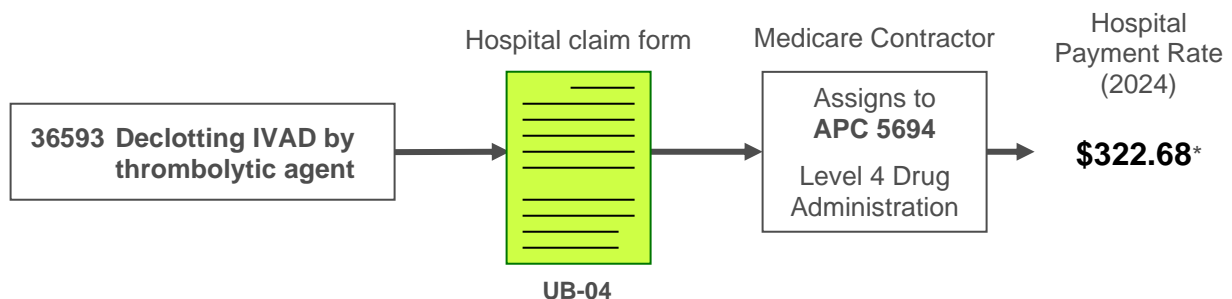 Hospital claim form
Medicare Contractor
Hospital
Payment Rate
(2024)
36593 Declotting IVAD by
thrombolytic agent
Assigns to
APC 5694
Level 4 Drug
Administration
$322.68*
UB-04